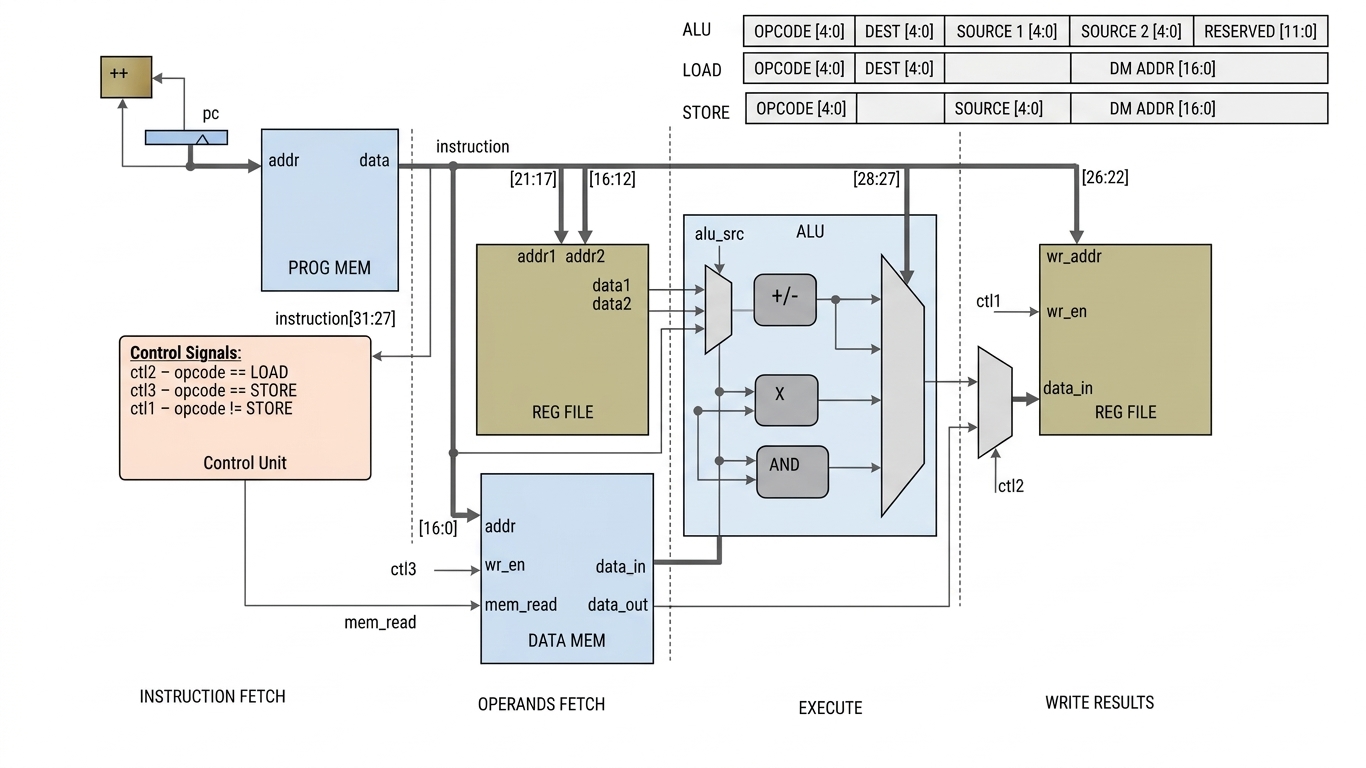 ALU OPCODE [4:0] DEST [4:0] SOURCE 1 [4:0] SOURCE 2 [4:0] RESERVED [11:0]
LOAD OPCODE [4:0] DEST [4:0] DM ADDR [16:0]
STORE OPCODE [4:0] SOURCE [4:0] DM ADDR [16:0]
++
pc
addr data
PROG MEM
instruction
[21:17] [16:12] [28:27] [26:22]
instruction[31:27]
Control Signals:
ctl2 – opcode == LOAD
ctl3 – opcode == STORE
ctl1 – opcode != STORE
Control Unit
addr1 addr2
data1
data2
REG FILE
alu_src
ALU
+/-
X
AND
wr_addr
ctl1
wr_en
data_in
REG FILE
ctl2
[16:0]
addr
ctl3
wr_en
data_in
mem_read
mem_read
data_out
DATA MEM
INSTRUCTION FETCH
OPERANDS FETCH
EXECUTE
WRITE RESULTS